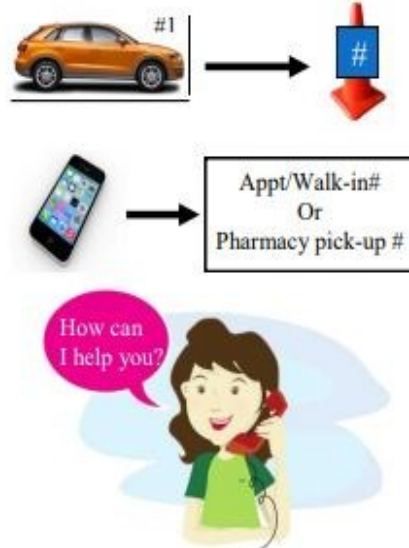 #1
#
Appt/Walk-in#
Or
Pharmacy pick-up #
How can
I help you?